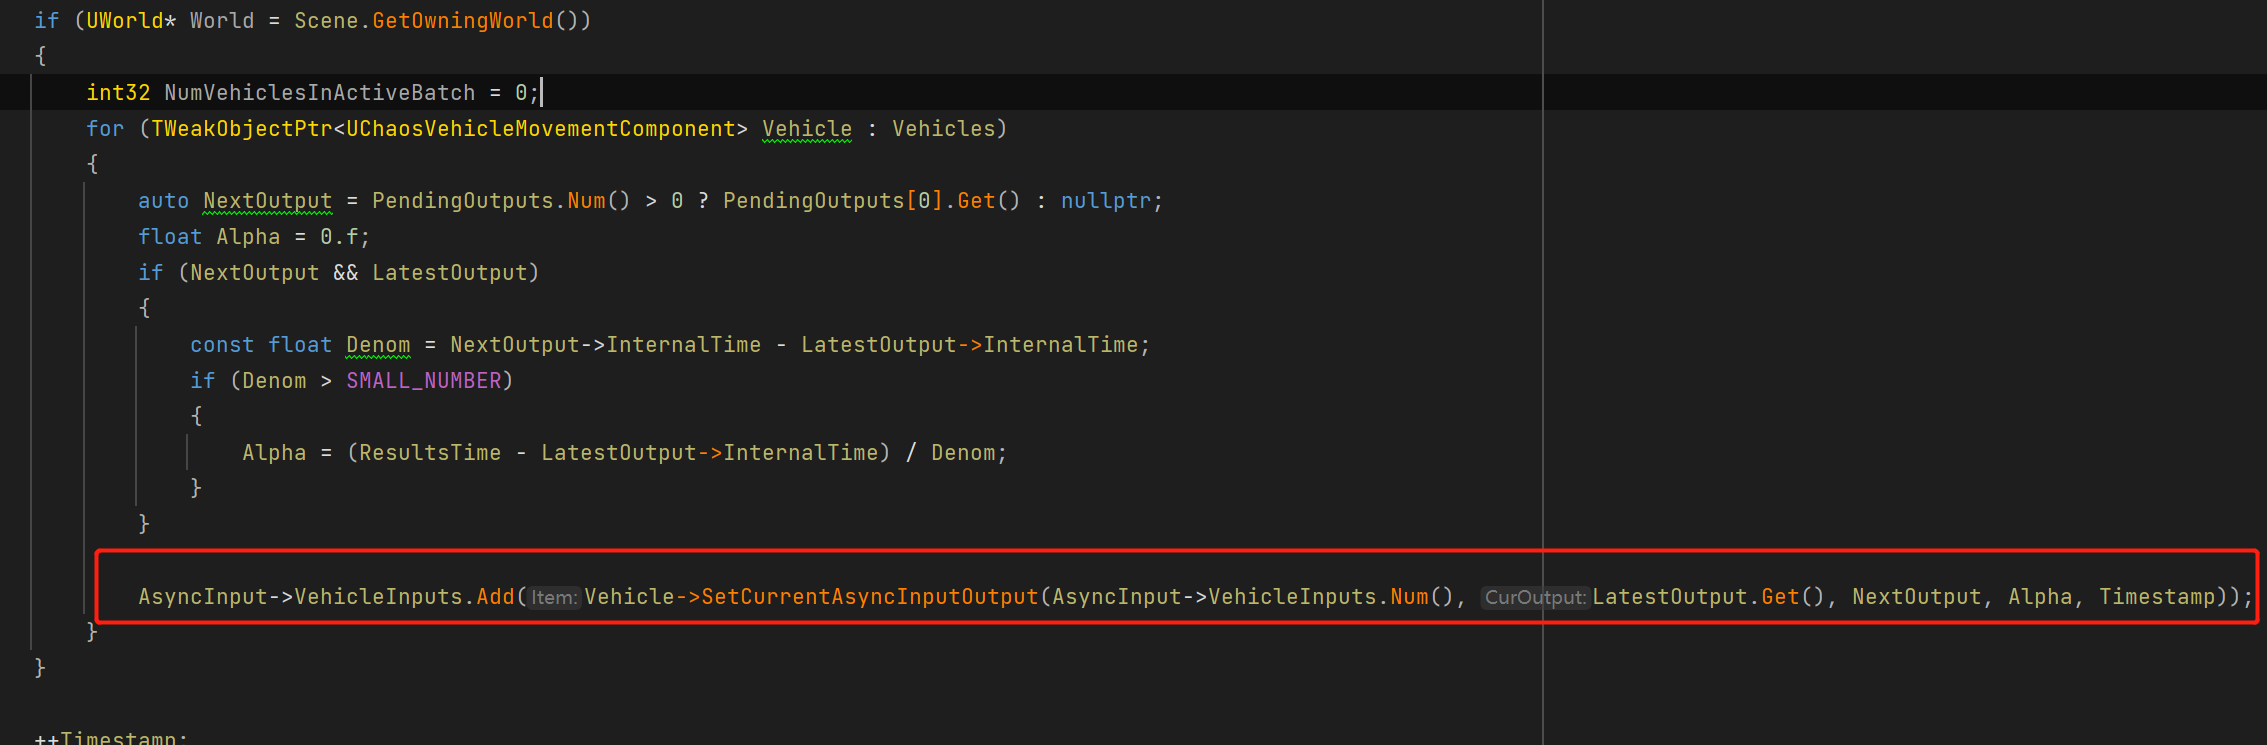 if (UWorld* World = Scene.GetOwningWorld())
{
int32 NumVehiclesInActiveBatch = 0;
for (TWeakObjectPtr<UChaosVehicleMovementComponent> Vehicle : Vehicles)
{
auto NextOutput = PendingOutputs.Num() > 0 ? PendingOutputs[0].Get() : nullptr;
float Alpha = 0.f;
if (NextOutput && LatestOutput)
{
const float Denom = NextOutput->InternalTime - LatestOutput->InternalTime;
if (Denom > SMALL_NUMBER)
{
Alpha = (ResultsTime - LatestOutput->InternalTime) / Denom;
}
}
AsyncInput->VehicleInputs.Add(Item:Vehicle->SetCurrentAsyncInputOutput(AsyncInput->VehicleInputs.Num(), CurOutput:LatestOutput.Get(), NextOutput, Alpha, Timestamp));
}
}
++Timestamp;